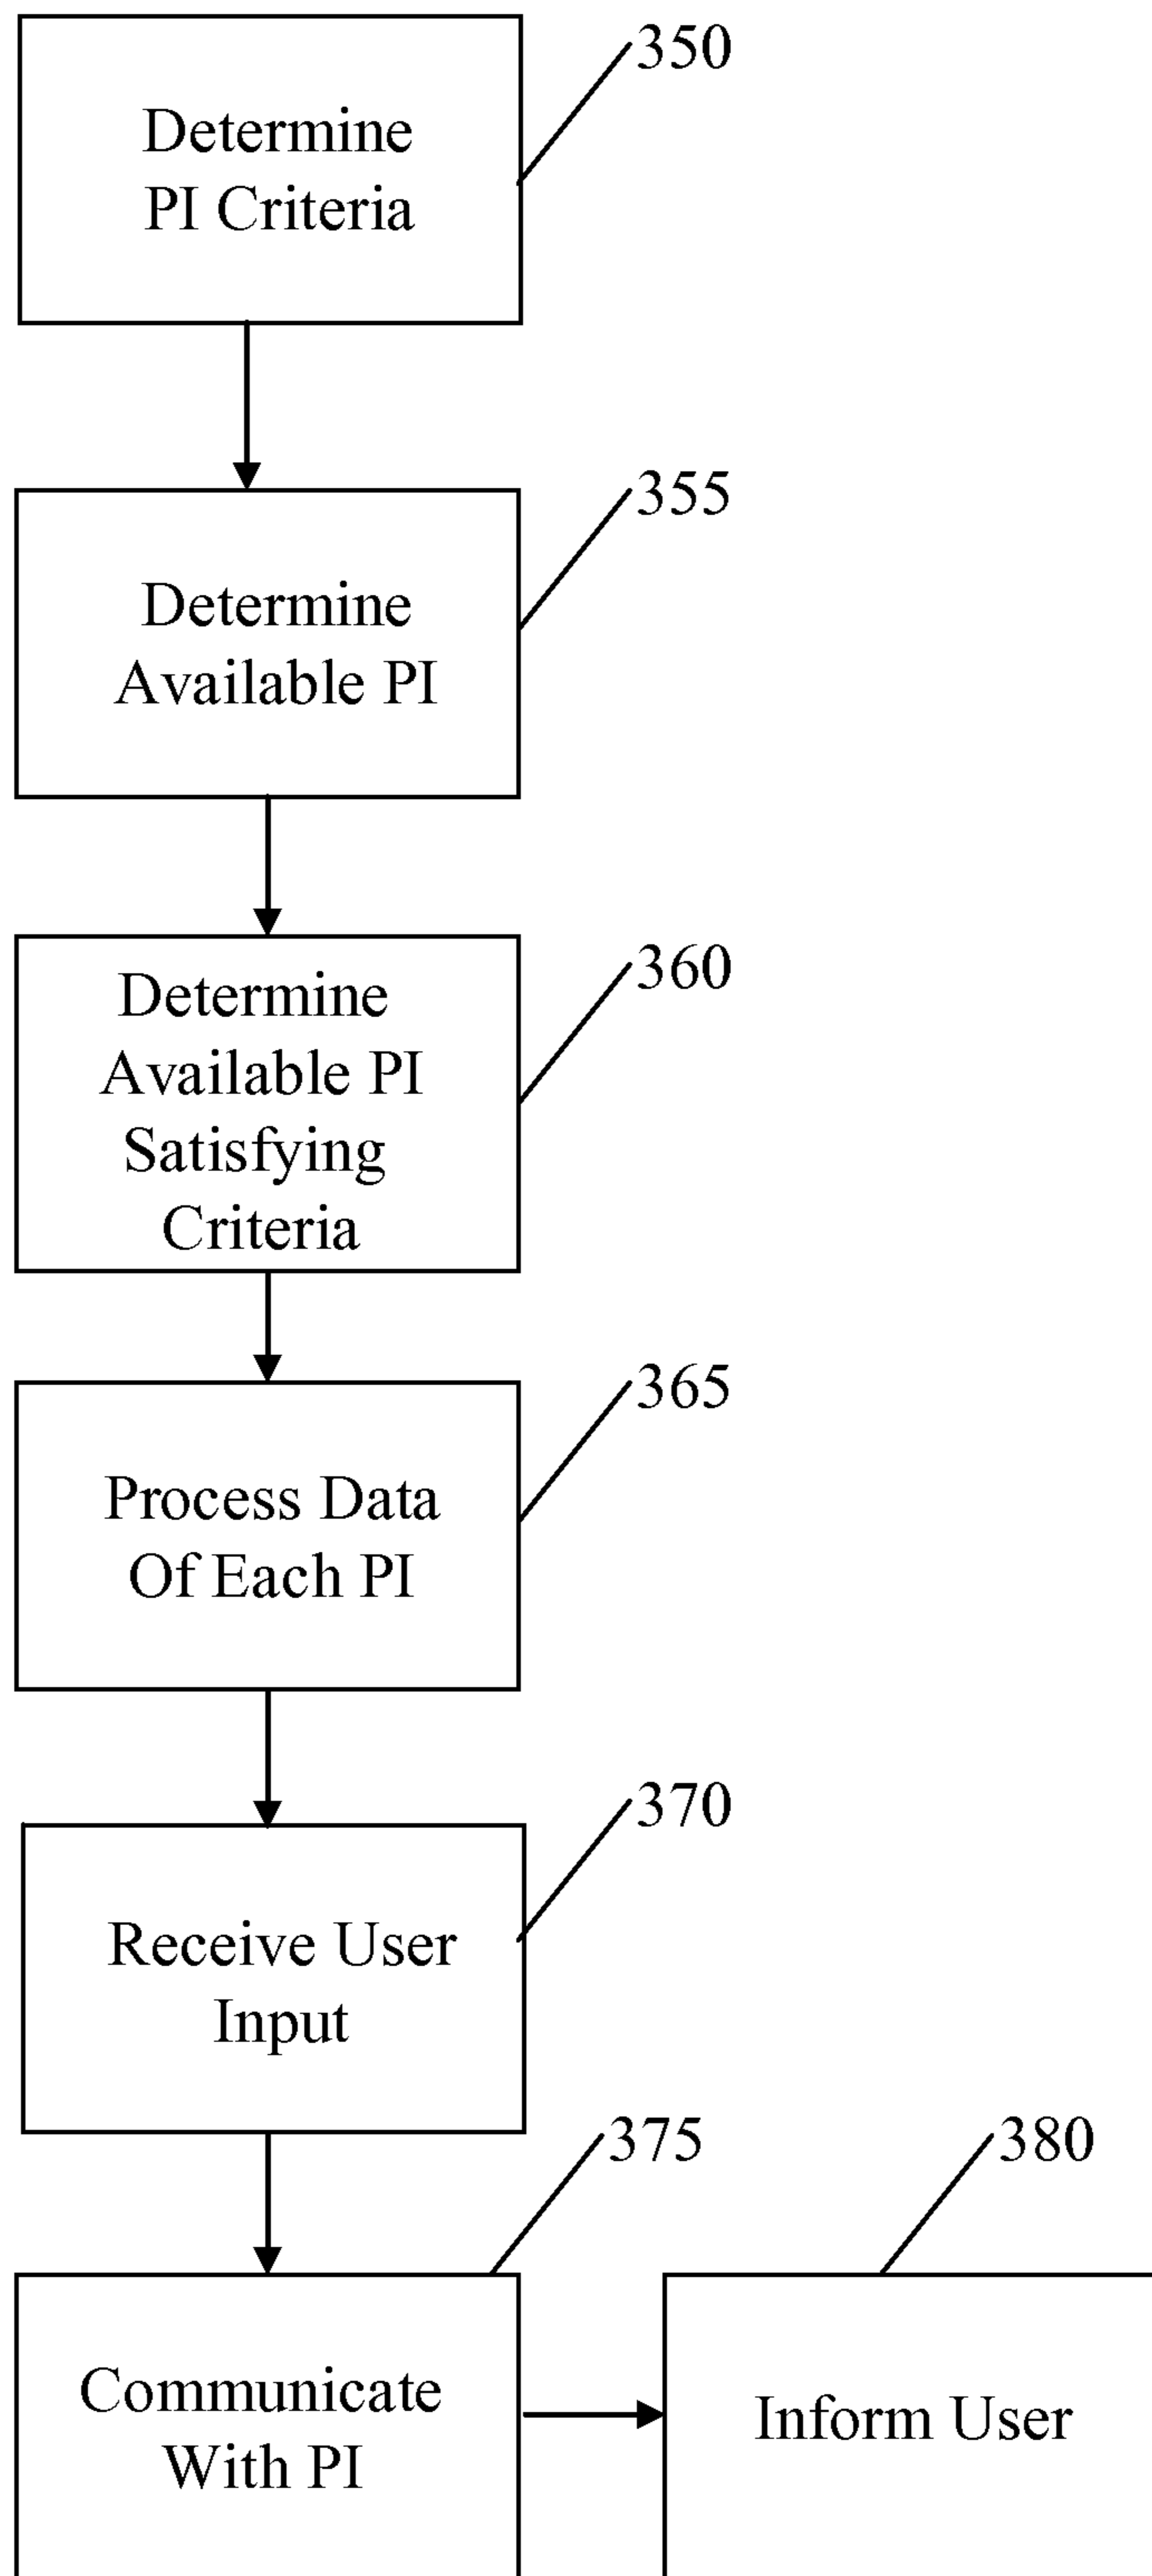 350
Determine
PI Criteria
355
Determine
Available PI
360
Determine
Available PI
Satisfying
Criteria
365
Process Data
Of Each PI
370
Receive User
Input
375
380
Communicate
With PI
Inform User